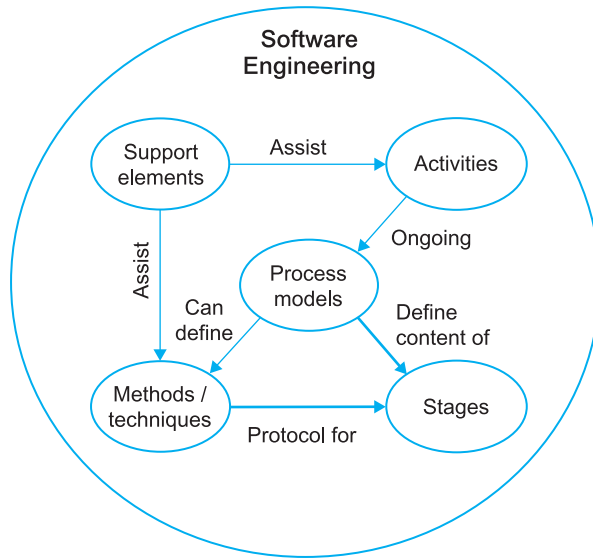 Software
Engineering
Support
elements
Assist
Activities
Assist
Ongoing
Process
models
Can
define
Define
content of
Methods /
techniques
Protocol for
Stages